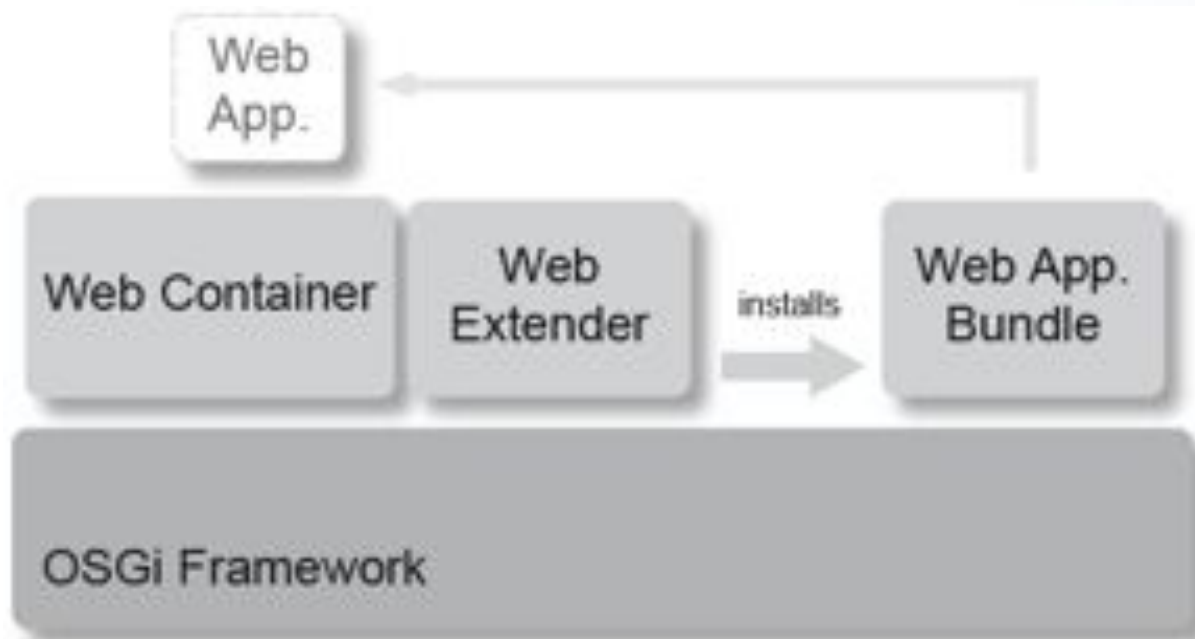 Web
App.
Web Container
Web
Extender
installs
Web App.
Bundle
OSGi Framework